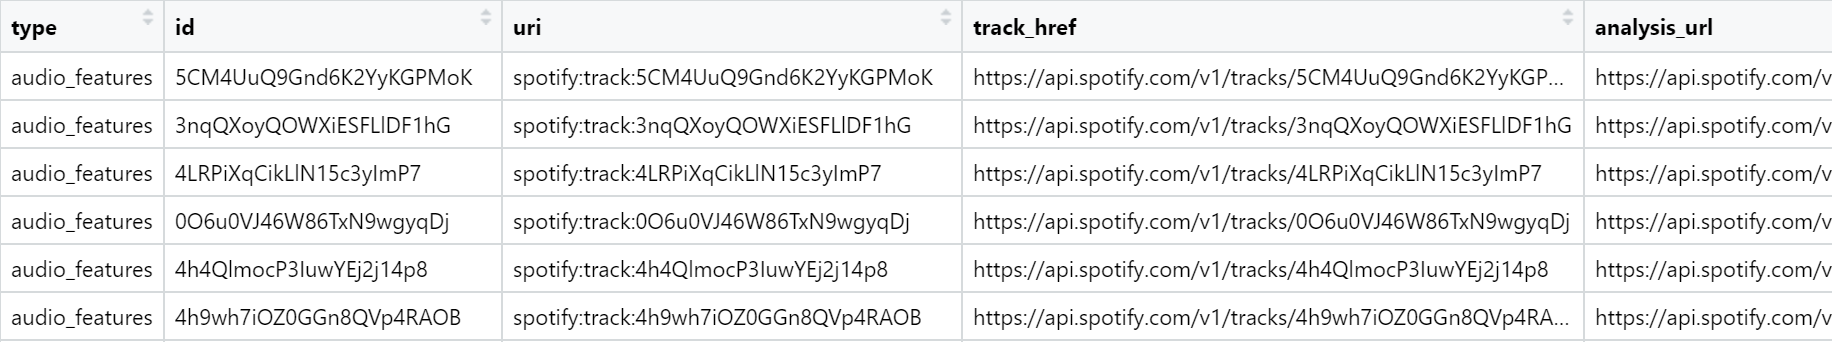 type id uri track_href analysis_url
audio_features 5CM4UuQ9Gnd6K2YyKGPMoK spotify:track:5CM4UuQ9Gnd6K2YyKGPMoK https://api.spotify.com/v1/tracks/5CM4UuQ9Gnd6K2YyKGP... https://api.spotify.com/v
audio_features 3nqQXoyQOWXiESFLlDF1hG spotify:track:3nqQXoyQOWXiESFLlDF1hG https://api.spotify.com/v1/tracks/3nqQXoyQOWXiESFLlDF1hG https://api.spotify.com/v
audio_features 4LRPiXqCikLlN15c3yImP7 spotify:track:4LRPiXqCikLlN15c3yImP7 https://api.spotify.com/v1/tracks/4LRPiXqCikLlN15c3yImP7 https://api.spotify.com/v
audio_features 0O6u0VJ46W86TxN9wgyqDj spotify:track:0O6u0VJ46W86TxN9wgyqDj https://api.spotify.com/v1/tracks/0O6u0VJ46W86TxN9wgyqDj https://api.spotify.com/v
audio_features 4h4QlmocP3IuwYEj2j14p8 spotify:track:4h4QlmocP3IuwYEj2j14p8 https://api.spotify.com/v1/tracks/4h4QlmocP3IuwYEj2j14p8 https://api.spotify.com/v
audio_features 4h9wh7iOZ0GGn8QVp4RAOB spotify:track:4h9wh7iOZ0GGn8QVp4RAOB https://api.spotify.com/v1/tracks/4h9wh7iOZ0GGn8QVp4RA... https://api.spotify.com/v